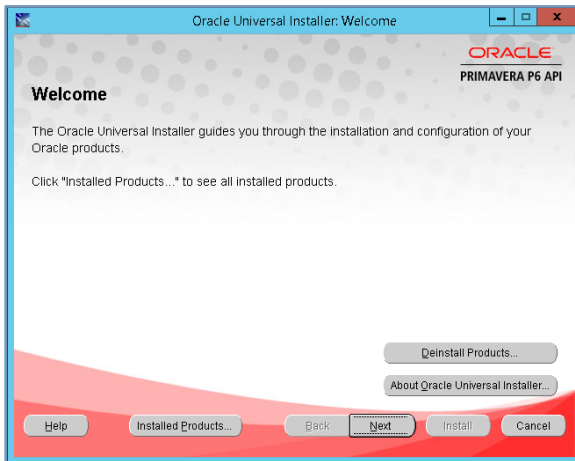 Oracle Universal Installer: Welcome
ORACLE
PRIMAVERA P6 API
Welcome
The Oracle Universal Installer guides you through the installation and configuration of your
Oracle products.
Click "Installed Products..." to see all installed products.
Deinstall Products...
About Oracle Universal Installer...
Help Installed Products... Back Next Install Cancel